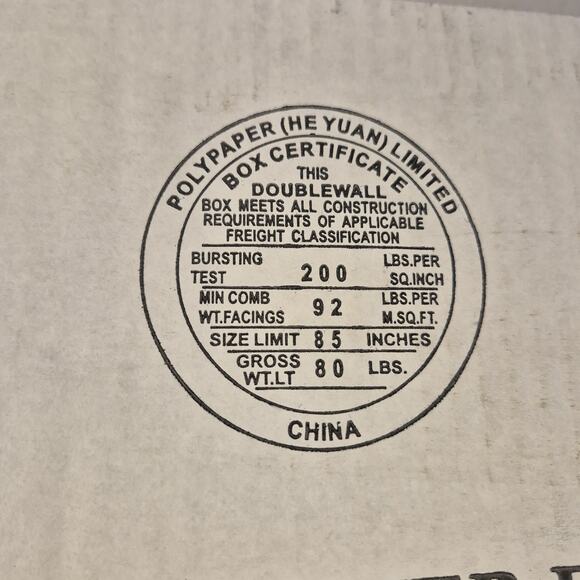 POLYPAPER (HE YUAN) LIMITED
BOX CERTIFICATE
THIS
DOUBLEWALL
BOX MEETS ALL CONSTRUCTION
REQUIREMENTS OF APPLICABLE
FREIGHT CLASSIFICATION
BURSTING TEST 200 LBS.PER SQ.INCH
MIN COMB WT.FACINGS 92 LBS.PER M.SQ.FT.
SIZE LIMIT 85 INCHES
GROSS WT.LT 80 LBS.
CHINA